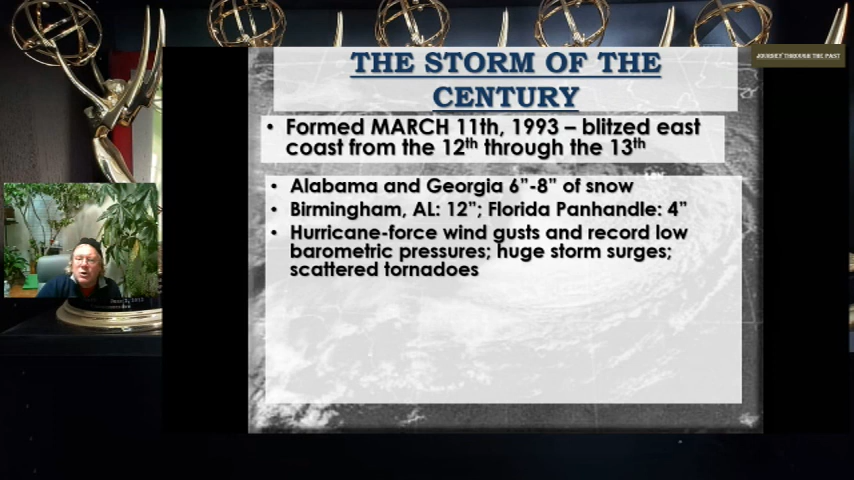 THE STORM OF THE
CENTURY
JOURNEY THROUGH THE PAST
• Formed MARCH 11th, 1993 – blitzed east
coast from the 12th through the 13th
• Alabama and Georgia 6”-8” of snow
• Birmingham, AL: 12”; Florida Panhandle: 4”
• Hurricane-force wind gusts and record low
barometric pressures; huge storm surges;
scattered tornadoes